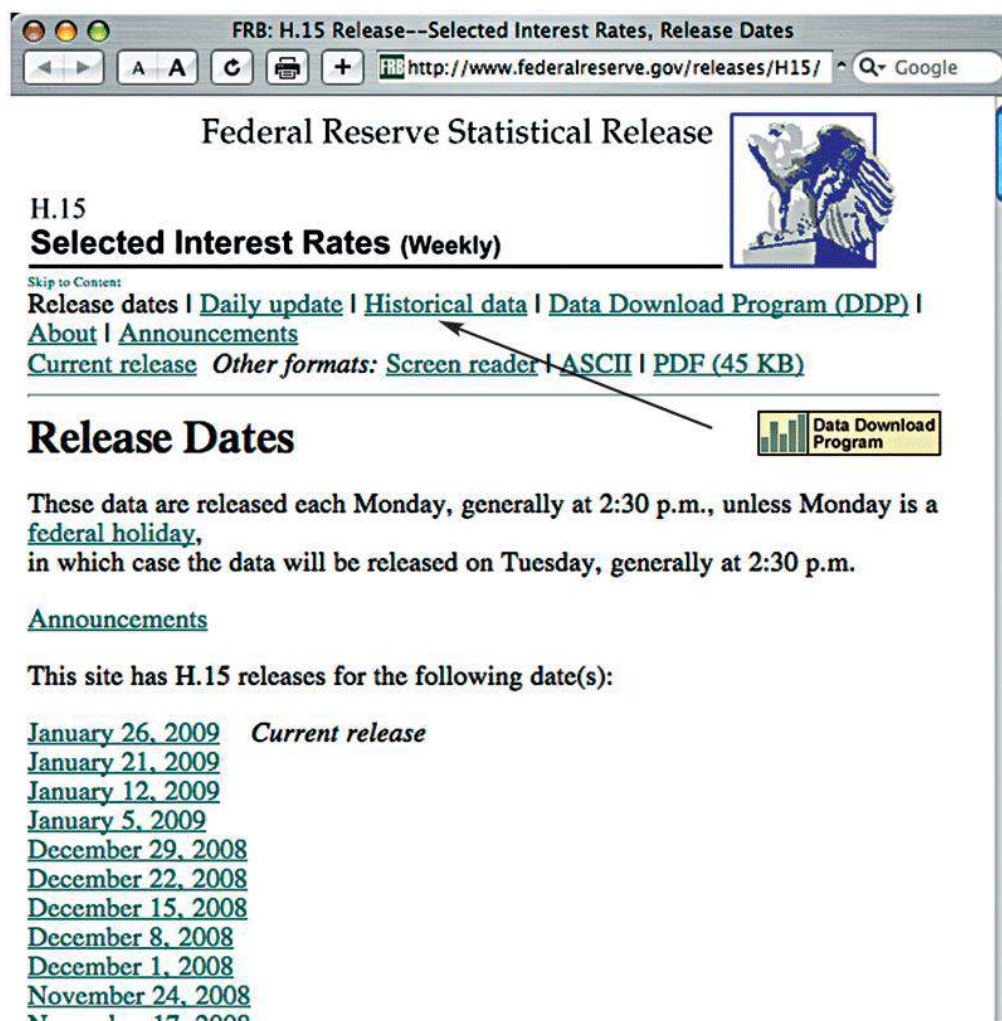 FRB: H.15 Release--Selected Interest Rates, Release Dates
A A + FRB http://www.federalreserve.gov/releases/H15/ Q Google
Federal Reserve Statistical Release
H.15
Selected Interest Rates (Weekly)
Skip to Content
Release dates | Daily update | Historical data | Data Download Program (DDP) |
About | Announcements
Current release Other formats: Screen reader | ASCII | PDF (45 KB)
Release Dates
Data Download
Program
These data are released each Monday, generally at 2:30 p.m., unless Monday is a
federal holiday,
in which case the data will be released on Tuesday, generally at 2:30 p.m.
Announcements
This site has H.15 releases for the following date(s):
January 26, 2009 Current release
January 21, 2009
January 12, 2009
January 5, 2009
December 29, 2008
December 22, 2008
December 15, 2008
December 8, 2008
December 1, 2008
November 24, 2008
November 17, 2008